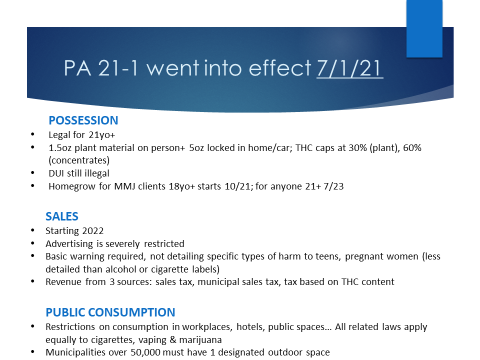 PA 21-1 went into effect 7/1/21
POSSESSION
• Legal for 21yo+
• 1.5oz plant material on person+ 5oz locked in home/car; THC caps at 30% (plant), 60%
(concentrates)
• DUI still illegal
• Homegrow for MMJ clients 18yo+ starts 10/21; for anyone 21+ 7/23
SALES
• Starting 2022
• Advertising is severely restricted
• Basic warning required, not detailing specific types of harm to teens, pregnant women (less
detailed than alcohol or cigarette labels)
• Revenue from 3 sources: sales tax, municipal sales tax, tax based on THC content
PUBLIC CONSUMPTION
• Restrictions on consumption in workplaces, hotels, public spaces... All related laws apply
equally to cigarettes, vaping & marijuana
• Municipalities over 50,000 must have 1 designated outdoor space